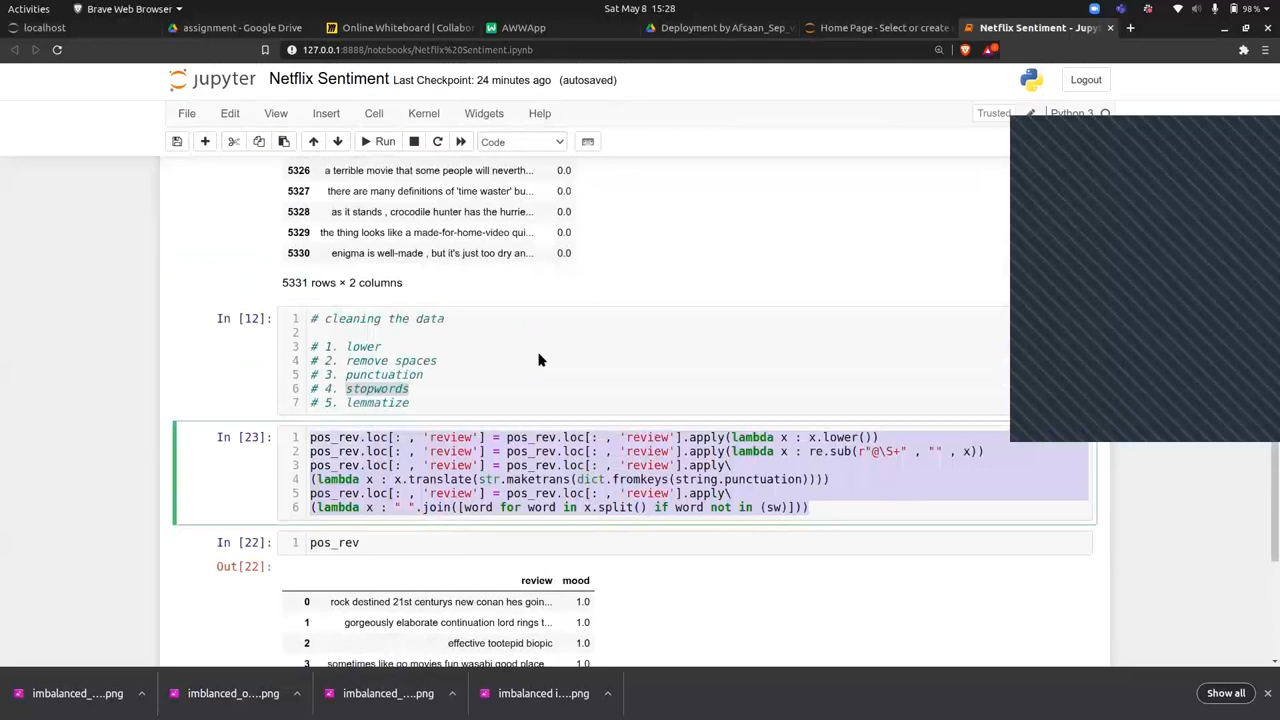 Activities
Brave Web Browser
Sat May 8 15:28
98 %
localhost
assignment - Google Drive
Online Whiteboard | Collabor
AWWApp
Deployment by Afsaan_Sep_
Home Page - Select or create
Netflix Sentiment - Jupy
127.0.0.1:8888/notebooks/Netflix%20Sentiment.ipynb
jupyter
Netflix Sentiment
Last Checkpoint: 24 minutes ago
(autosaved)
Logout
File
Edit
View
Insert
Cell
Kernel
Widgets
Help
Trusted
Python 3
Run
Code
5326 a terrible movie that some people will neverth... 0.0
5327 there are many definitions of 'time waster' bu... 0.0
5328 as it stands , crocodile hunter has the hurrie... 0.0
5329 the thing looks like a made-for-home-video qui... 0.0
5330 enigma is well-made , but it's just too dry an... 0.0
5331 rows × 2 columns
In [12]:
1 # cleaning the data
2
3 # 1. lower
4 # 2. remove spaces
5 # 3. punctuation
6 # 4. stopwords
7 # 5. lemmatize
In [23]:
1 pos_rev.loc[: , 'review'] = pos_rev.loc[: , 'review'].apply(lambda x : x.lower())
2 pos_rev.loc[: , 'review'] = pos_rev.loc[: , 'review'].apply(lambda x : re.sub(r"@\S+" , "" , x))
3 pos_rev.loc[: , 'review'] = pos_rev.loc[: , 'review'].apply\
4 (lambda x : x.translate(str.maketrans(dict.fromkeys(string.punctuation))))
5 pos_rev.loc[: , 'review'] = pos_rev.loc[: , 'review'].apply\
6 (lambda x : " ".join([word for word in x.split() if word not in (sw)]))
In [22]:
1 pos_rev
Out[22]:
review mood
0 rock destined 21st centurys new conan hes goin... 1.0
1 gorgeously elaborate continuation lord rings t... 1.0
2 effective tootepid biopic 1.0
3 sometimes like go movies fun wasabi good place... 1.0
imbalanced_....png
imblanced_o....png
imbalanced_....png
imbalanced i....png
Show all